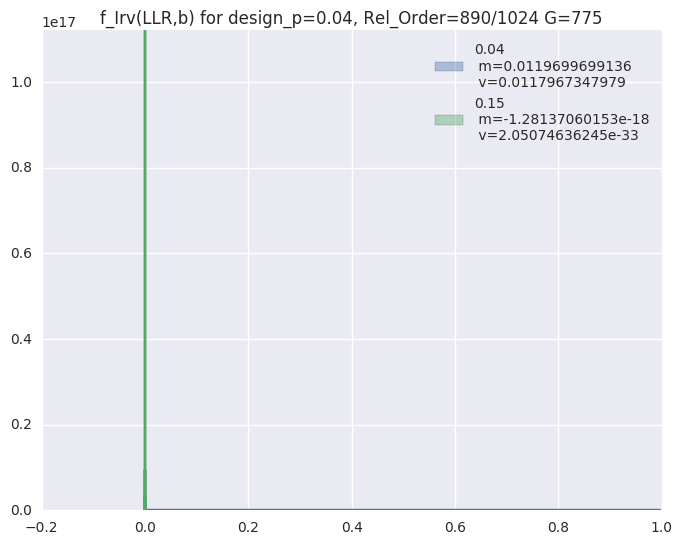 f_Irv(LLR,b) for design_p=0.04, Rel_Order=890/1024 G=775
1e17
0.04
m=0.0119699699136
v=0.0117967347979
0.15
m=-1.28137060153e-18
v=2.05074636245e-33
1.0
0.8
0.6
0.4
0.2
0.0
−0.2
0.0
0.2
0.4
0.6
0.8
1.0